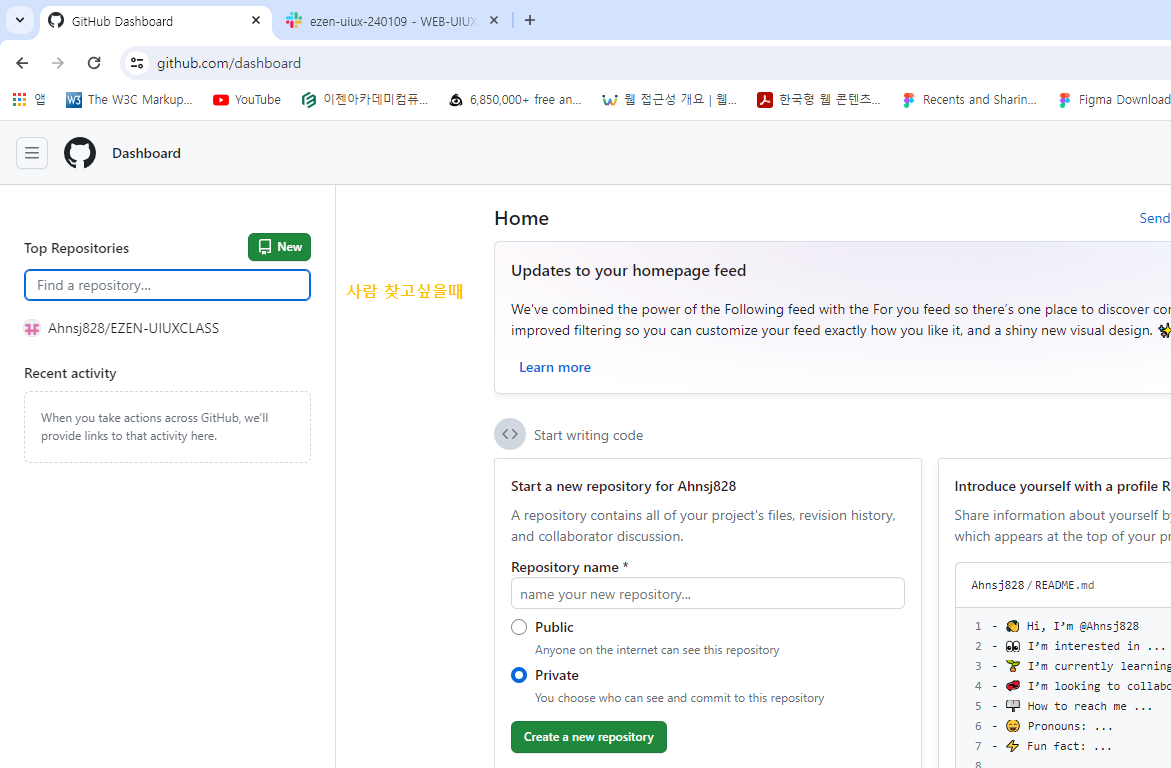 GitHub Dashboard
ezen-uiux-240109 - WEB-UIUX
github.com/dashboard
앱
The W3C Markup...
YouTube
이젠아카데미컴퓨...
6,850,000+ free an...
웹 접근성 개요 | 웹...
한국형 웹 콘텐츠...
Recents and Sharin...
Figma Download
Dashboard
Top Repositories
New
Find a repository...
Ahnsj828/EZEN-UIUXCLASS
Recent activity
When you take actions across GitHub, we'll
provide links to that activity here.
사람 찾고싶을때
Home
Send
Updates to your homepage feed
We've combined the power of the Following feed with the For you feed so there's one place to discover con
improved filtering so you can customize your feed exactly how you like it, and a shiny new visual design. ✨
Learn more
Start writing code
Start a new repository for Ahnsj828
A repository contains all of your project's files, revision history,
and collaborator discussion.
Repository name *
name your new repository...
Public
Anyone on the internet can see this repository
Private
You choose who can see and commit to this repository
Create a new repository
Introduce yourself with a profile R
Share information about yourself by
which appears at the top of your pr
Ahnsj828 / README.md
1 - 👋 Hi, I'm @Ahnsj828
2 - 👀 I'm interested in ...
3 - 🌱 I'm currently learning
4 - 💞️ I'm looking to collabo
5 - 📫 How to reach me ...
6 - 😄 Pronouns: ...
7 - ⚡ Fun fact: ...
8